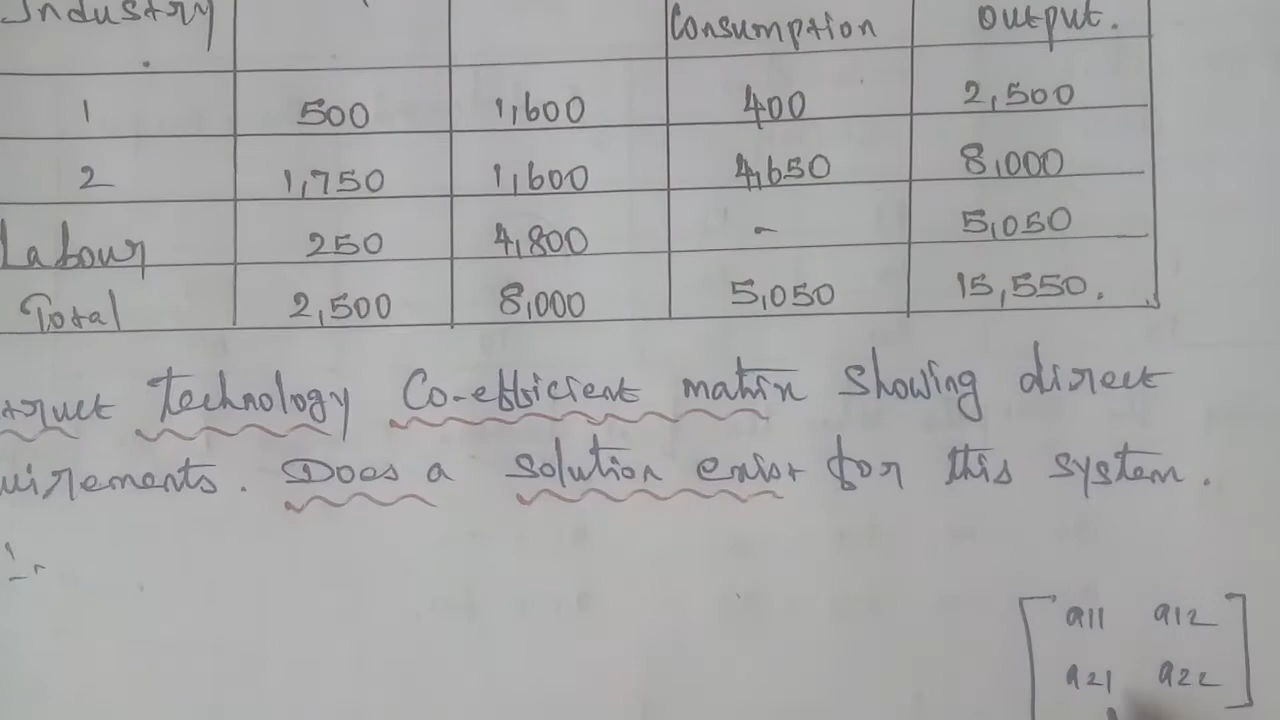 Industry Consumption Output.
1 500 1,600 400 2,500
2 1,750 1,600 4,650 8,000
Labour 250 4,800 - 5,050
Total 2,500 8,000 5,050 15,550.
truct technology Co-efficient matrix showing direct
uirements. Does a solution exist for this system.
a11 a12
a21 a22